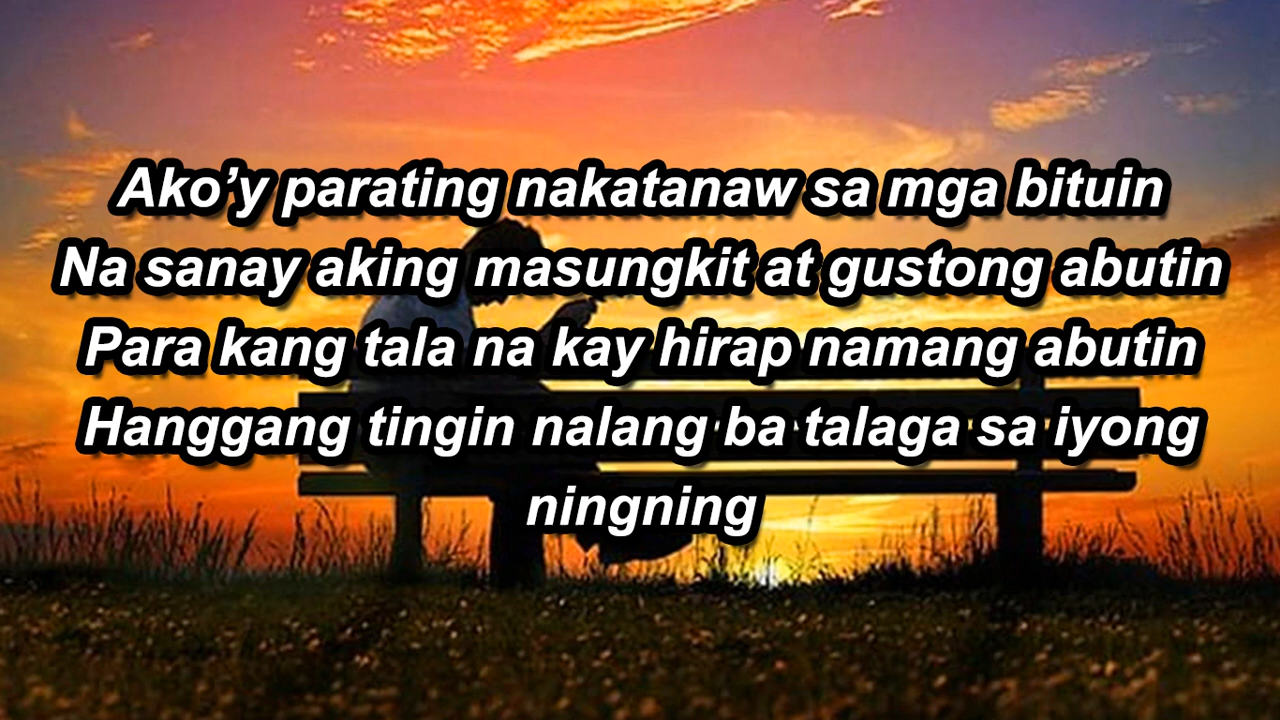 Ako’y parating nakatanaw sa mga bituin
Na sanay aking masungkit at gustong abutin
Para kang tala na kay hirap namang abutin
Hanggang tingin nalang ba talaga sa iyong
ningning